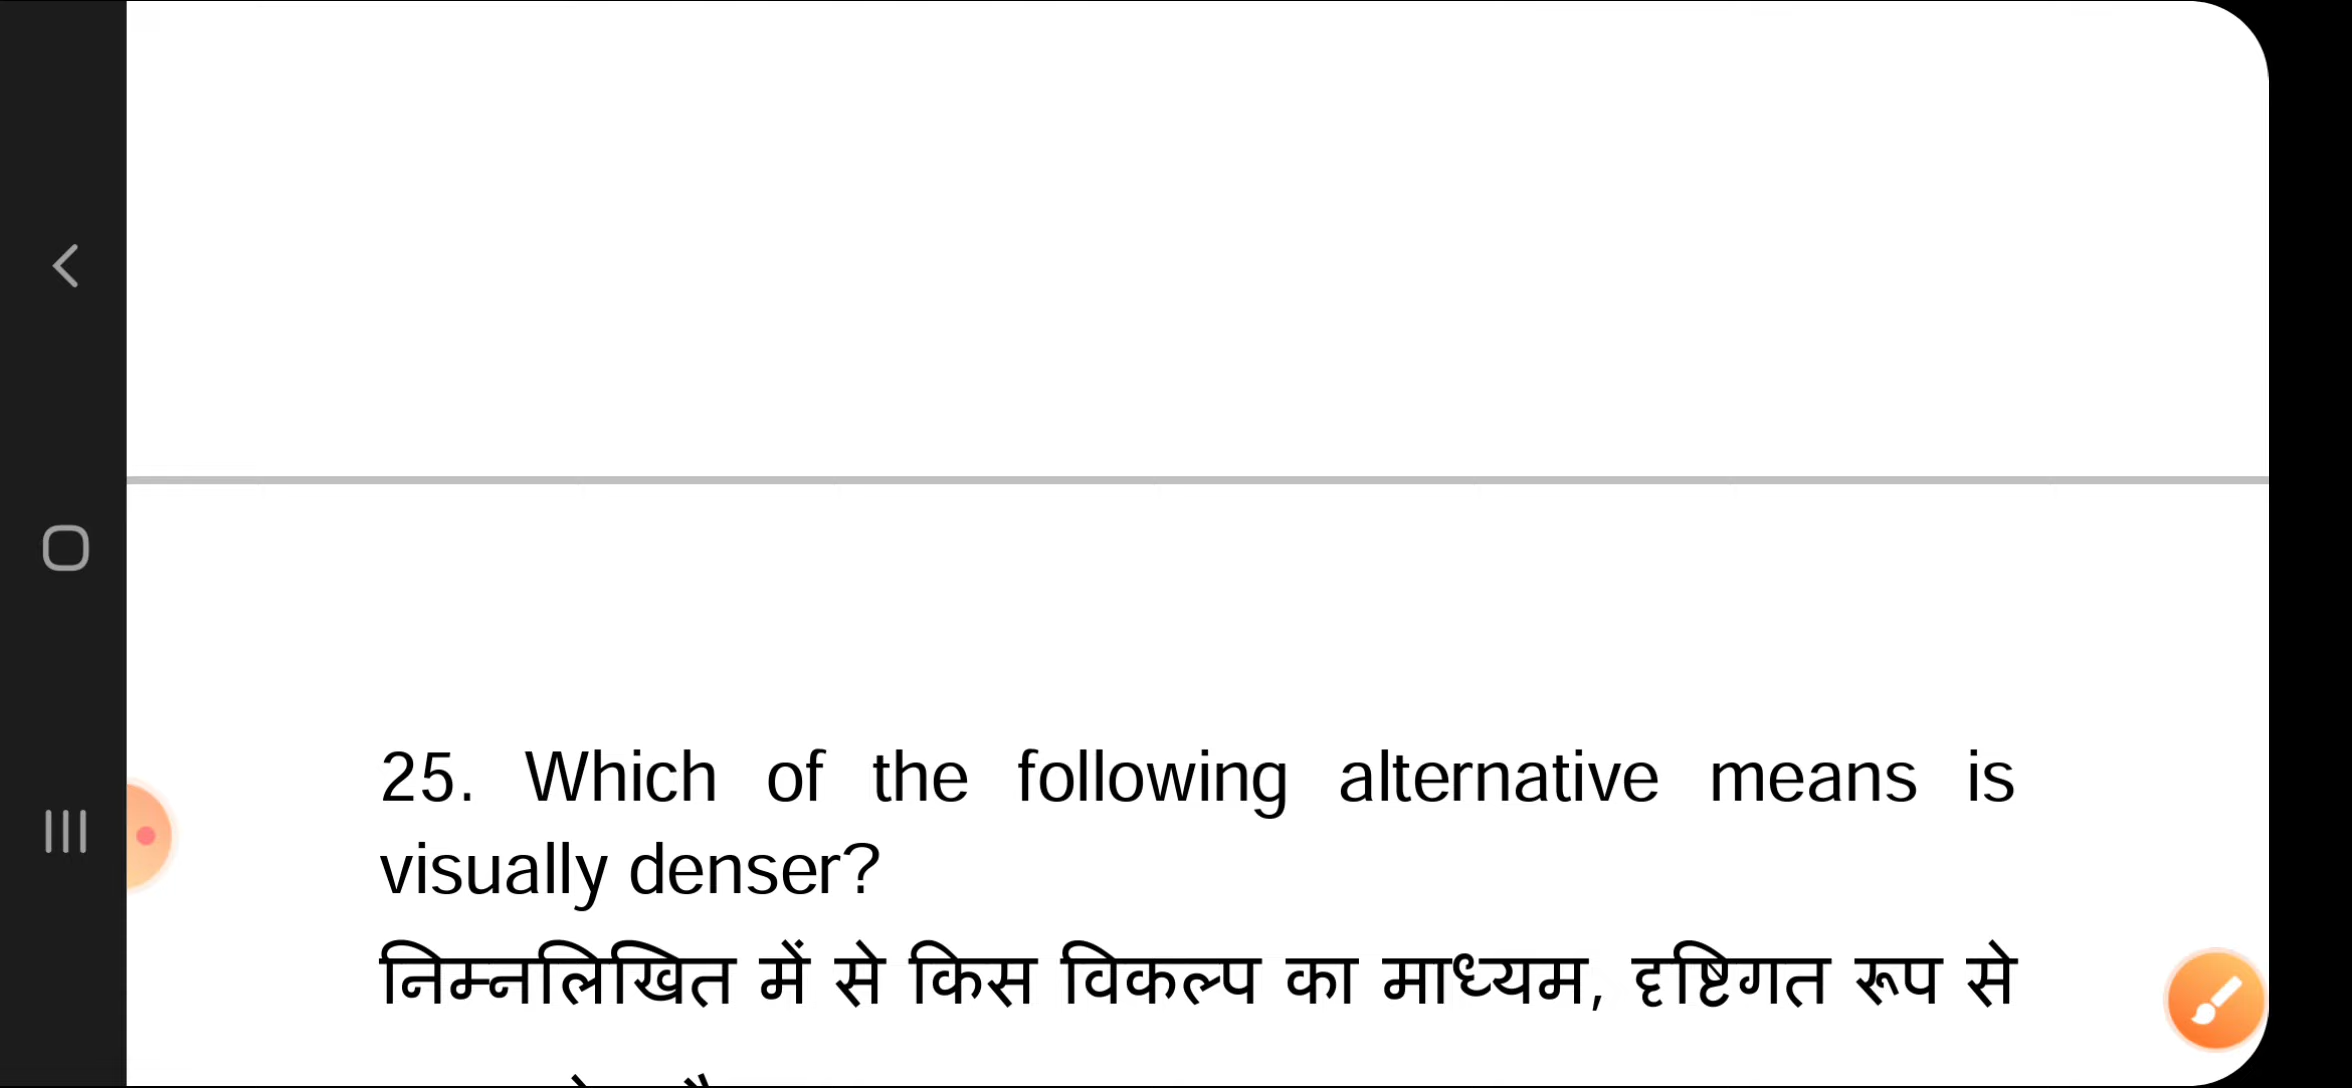 25. Which of the following alternative means is
visually denser?
निम्नलिखित में से किस विकल्प का माध्यम, दृष्टिगत रूप से